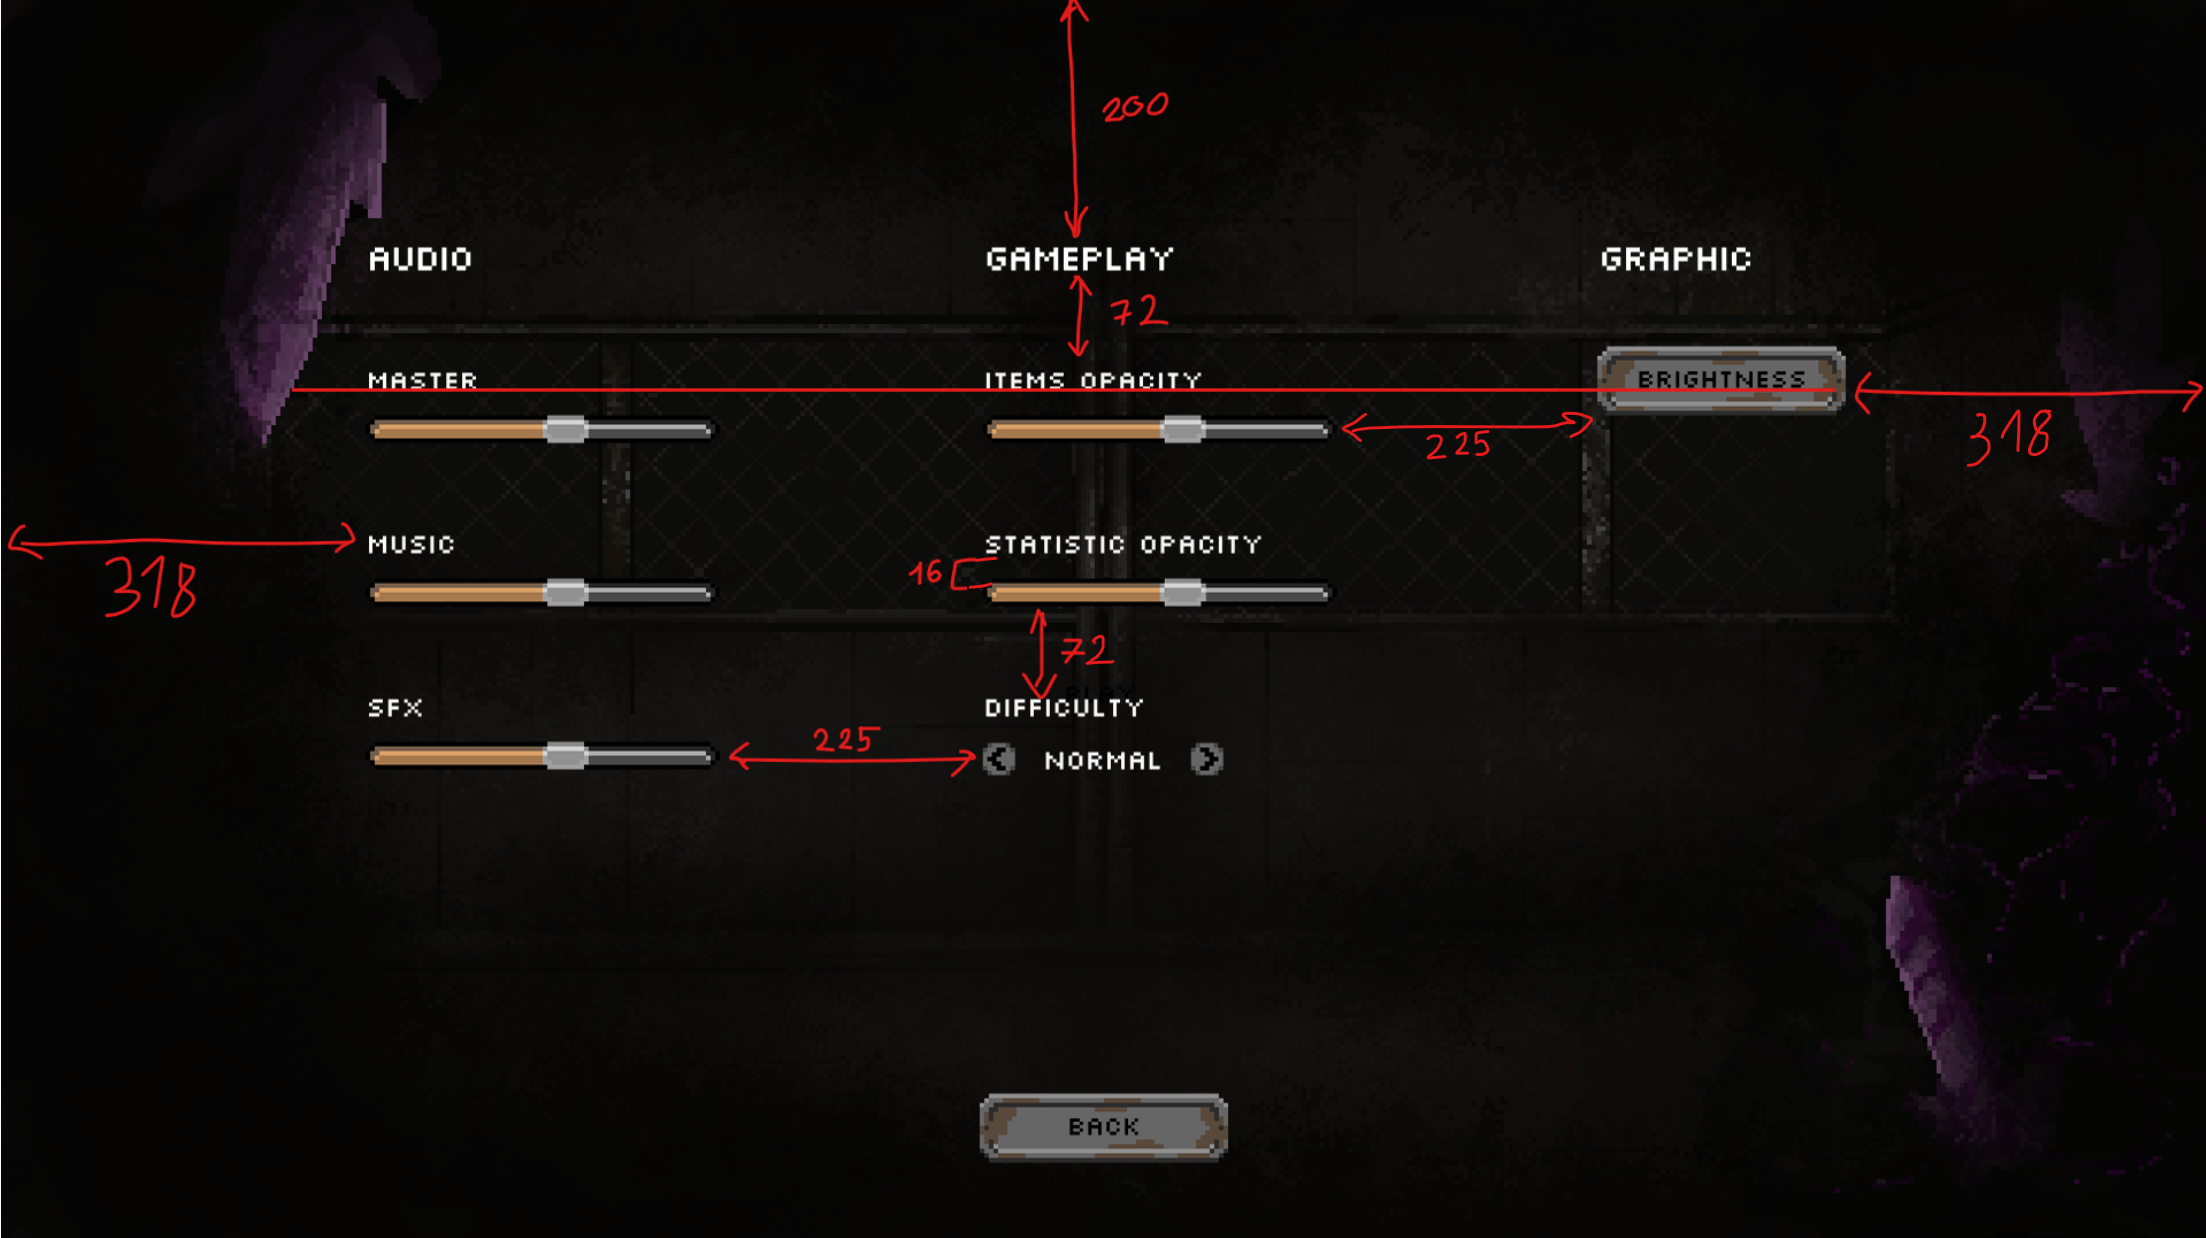 200
AUDIO GAMEPLAY GRAPHIC
72
MASTER ITEMS OPACITY BRIGHTNESS
225 318
MUSIC STATISTIC OPACITY
318 16
72
SFX DIFFICULTY
225
NORMAL
BACK